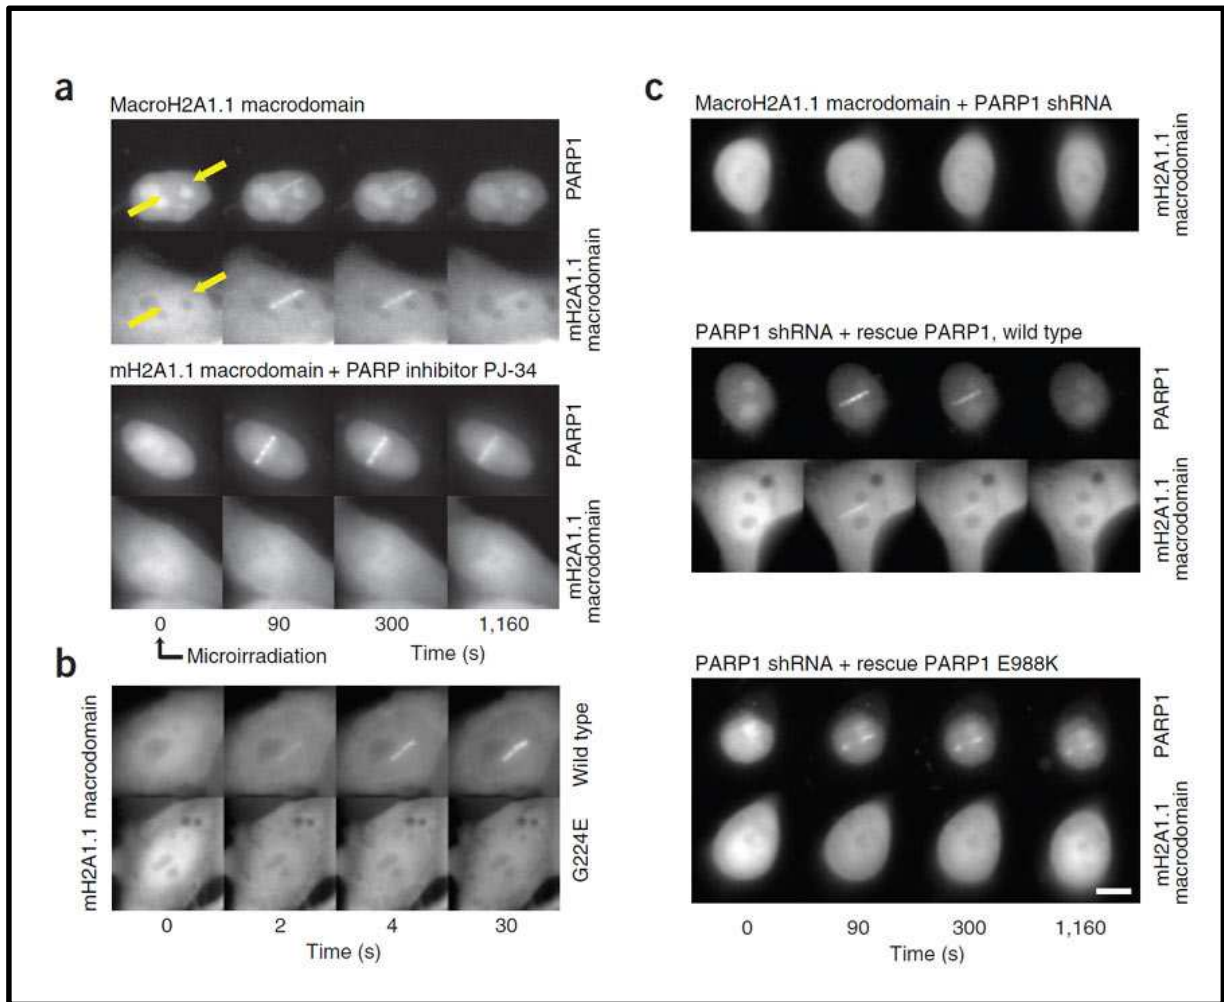 a
MacroH2A1.1 macrodomain
PARP1
mH2A1.1
macrodomain
mH2A1.1 macrodomain + PARP inhibitor PJ-34
PARP1
mH2A1.1
macrodomain
0 90 300 1,160
Microirradiation Time (s)
b
mH2A1.1 macrodomain
Wild type
G224E
0 2 4 30
Time (s)
c
MacroH2A1.1 macrodomain + PARP1 shRNA
mH2A1.1
macrodomain
PARP1 shRNA + rescue PARP1, wild type
PARP1
mH2A1.1
macrodomain
PARP1 shRNA + rescue PARP1 E988K
PARP1
mH2A1.1
macrodomain
0 90 300 1,160
Time (s)